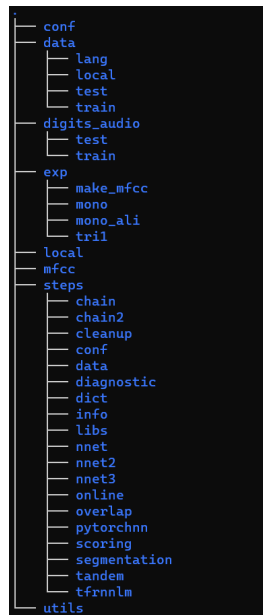 .
├── conf
├── data
│   ├── lang
│   ├── local
│   ├── test
│   └── train
├── digits_audio
│   ├── test
│   └── train
├── exp
│   ├── make_mfcc
│   ├── mono
│   ├── mono_ali
│   └── tri1
├── local
├── mfcc
├── steps
│   ├── chain
│   ├── chain2
│   ├── cleanup
│   ├── conf
│   ├── data
│   ├── diagnostic
│   ├── dict
│   ├── info
│   ├── libs
│   ├── nnet
│   ├── nnet2
│   ├── nnet3
│   ├── online
│   ├── overlap
│   ├── pytorchnn
│   ├── scoring
│   ├── segmentation
│   ├── tandem
│   └── tfrnnlm
└── utils